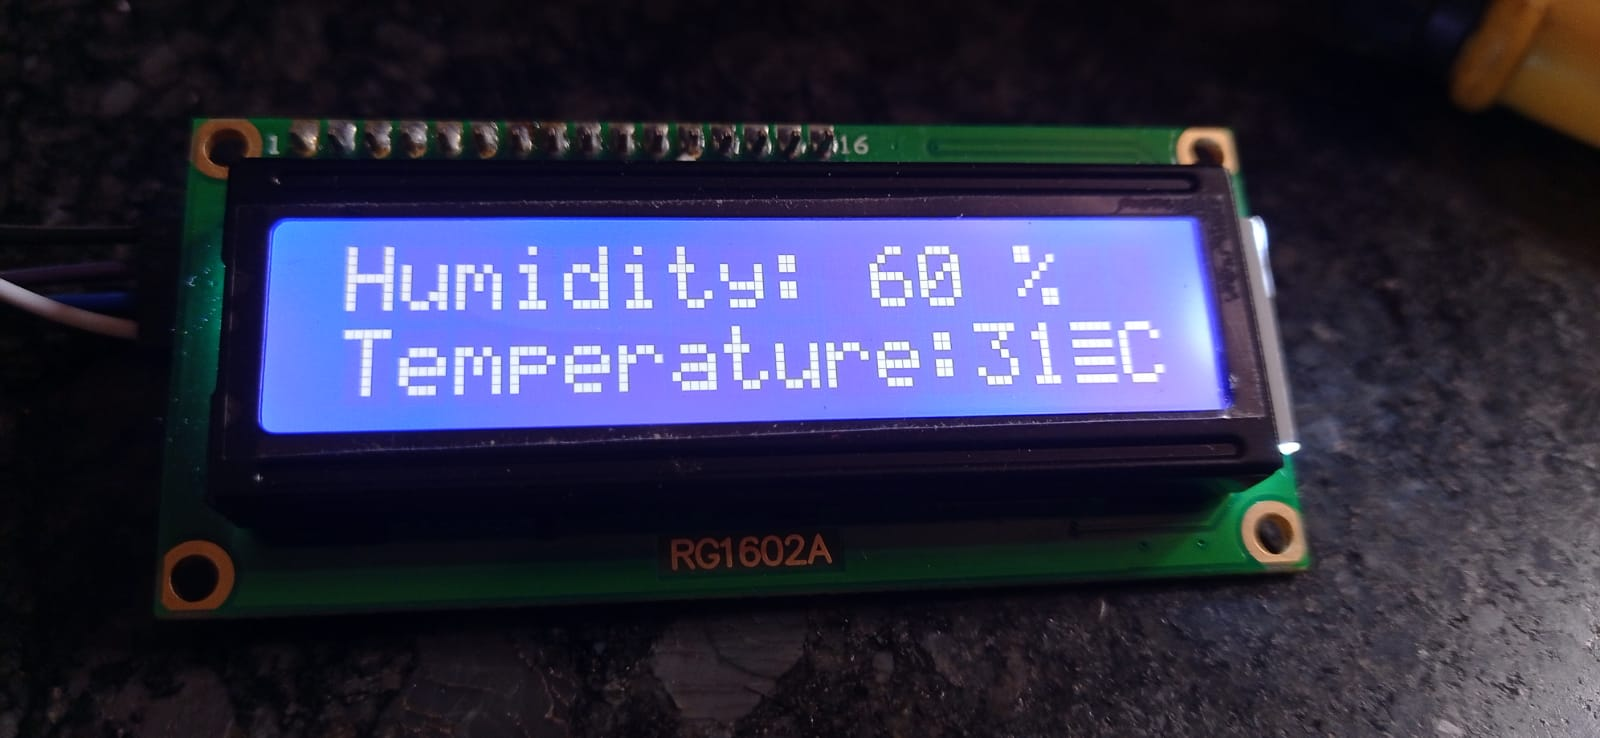 1 16
Humidity: 60 %
Temperature:31≡C
RG1602A